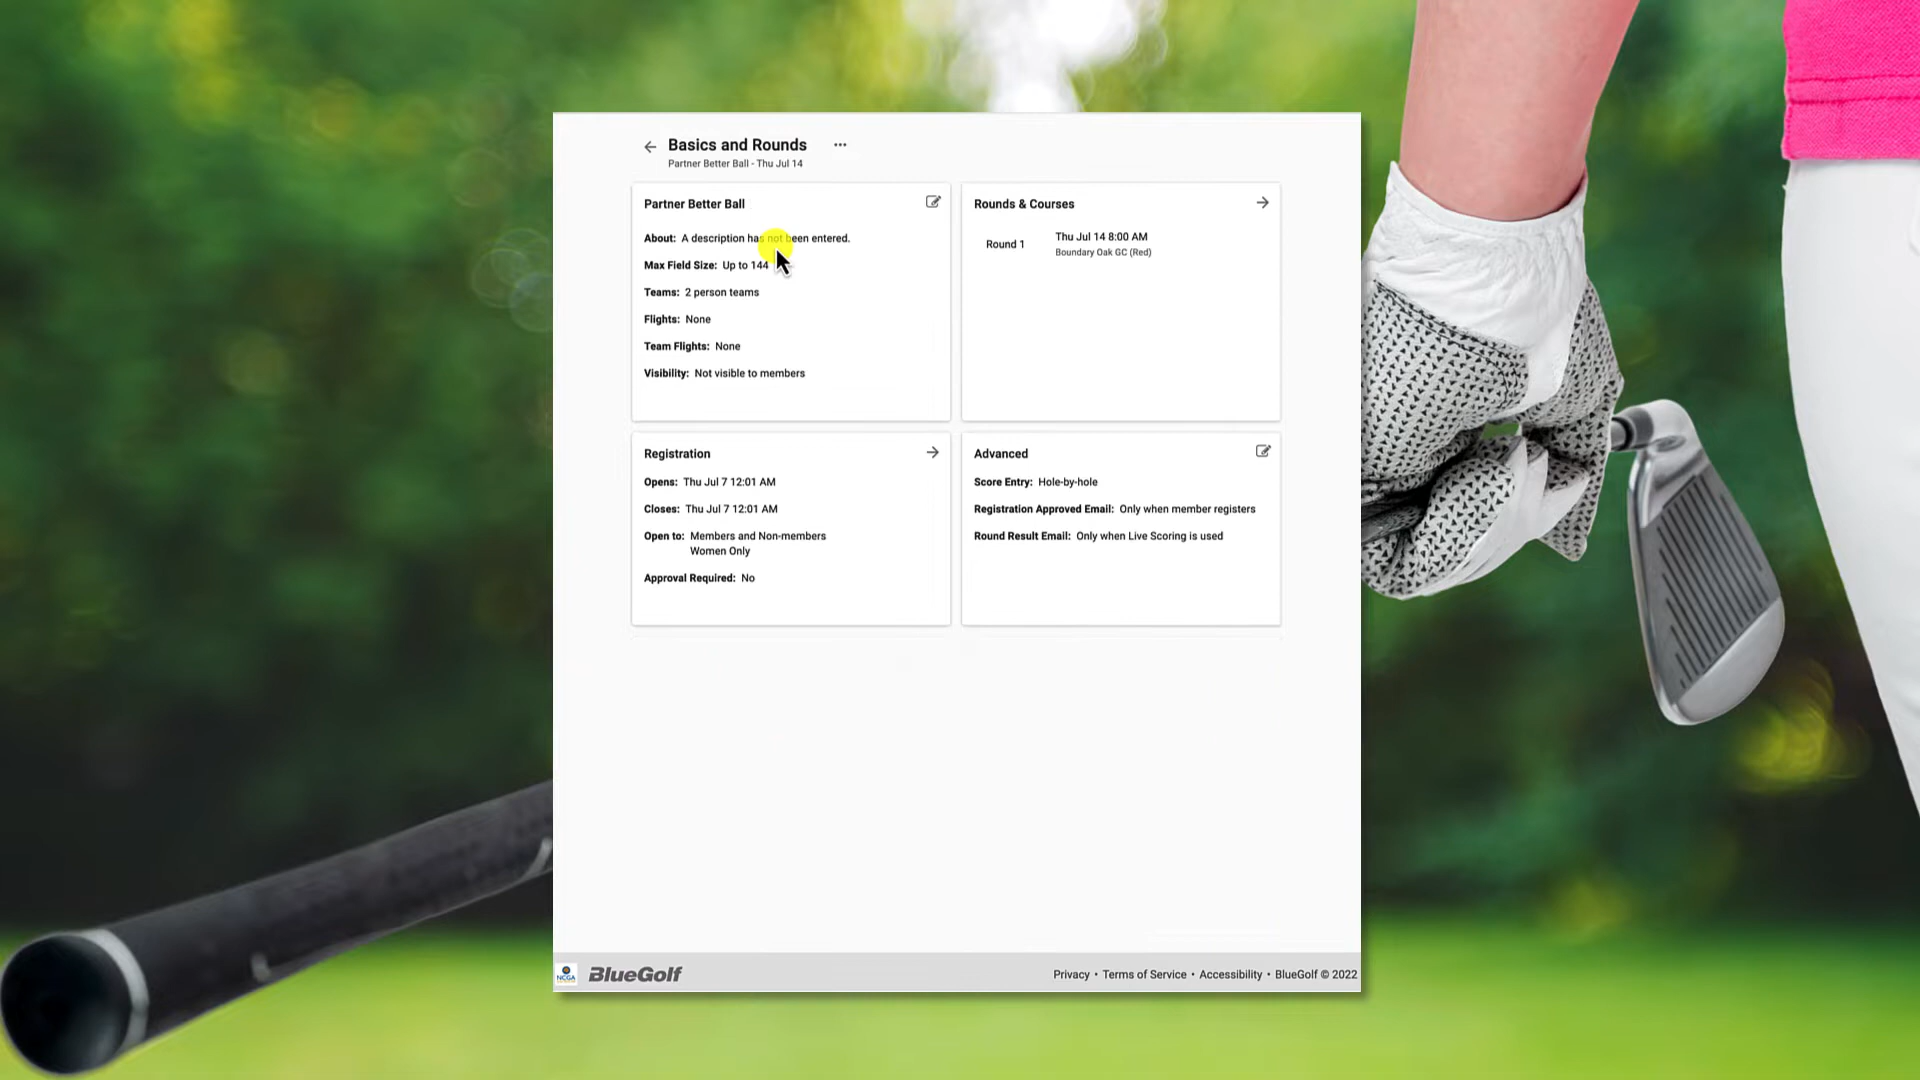 Basics and Rounds
Partner Better Ball - Thu Jul 14
Partner Better Ball
About: A description has not been entered.
Max Field Size: Up to 144
Teams: 2 person teams
Flights: None
Team Flights: None
Visibility: Not visible to members
Rounds & Courses
Round 1
Thu Jul 14 8:00 AM
Boundary Oak GC (Red)
Registration
Opens: Thu Jul 7 12:01 AM
Closes: Thu Jul 7 12:01 AM
Open to: Members and Non-members
Women Only
Approval Required: No
Advanced
Score Entry: Hole-by-hole
Registration Approved Email: Only when member registers
Round Result Email: Only when Live Scoring is used
NCGA
BlueGolf
Privacy • Terms of Service • Accessibility • BlueGolf © 2022